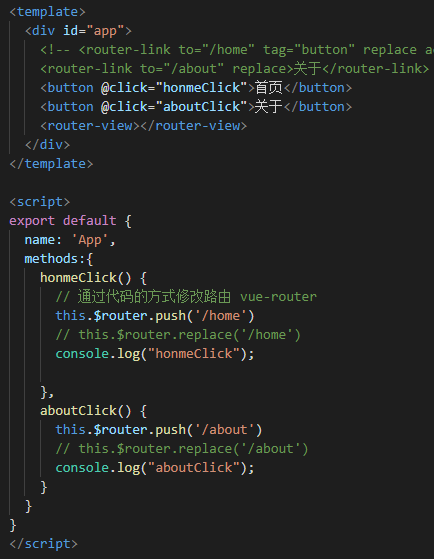 <template>
  <div id="app">
    <!-- <router-link to="/home" tag="button" replace a
    <router-link to="/about" replace>关于</router-link>
    <button @click="honmeClick">首页</button>
    <button @click="aboutClick">关于</button>
    <router-view></router-view>
  </div>
</template>
<script>
export default {
  name: 'App',
  methods:{
    honmeClick() {
      // 通过代码的方式修改路由 vue-router
      this.$router.push('/home')
      // this.$router.replace('/home')
      console.log("honmeClick");
    },
    aboutClick() {
      this.$router.push('/about')
      // this.$router.replace('/about')
      console.log("aboutClick");
    }
  }
}
</script>